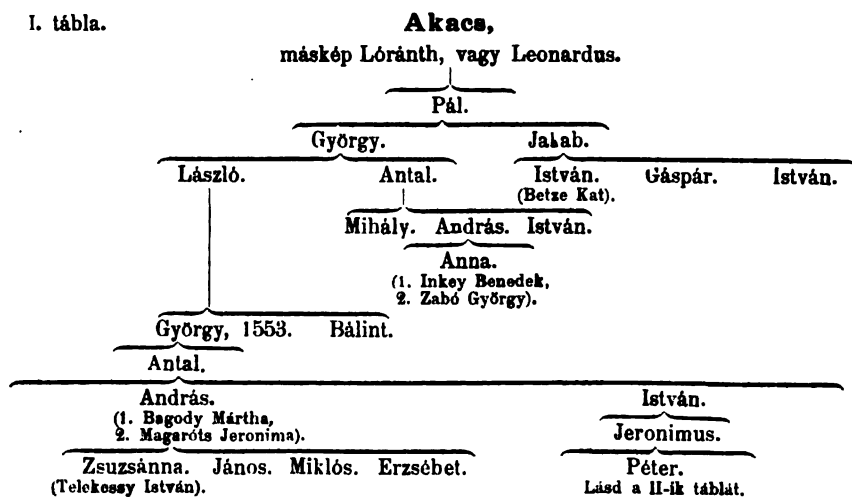 I. tábla.
Akacs,
máskép Lóránth, vagy Leonardus.
Pál.
György. Jakab.
László. Antal. István. Gáspár. István.
(Betze Kat).
Mihály. András. István.
Anna.
(1. Inkey Benedek,
2. Zabó György).
György, 1553. Bálint.
Antal.
András. István.
(1. Bagody Mártha,
2. Magaróts Jeronima). Jeronimus.
Zsuzsánna. János. Miklós. Erzsébet. Péter.
(Telekessy István). Lásd a II-ik táblát.